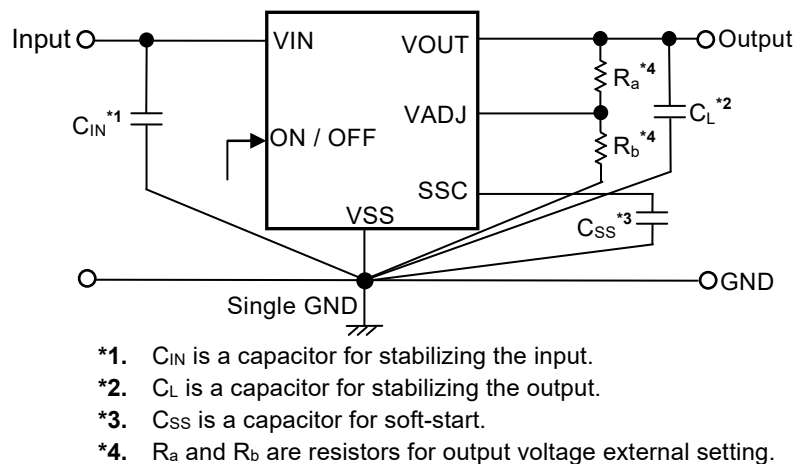 Input VIN VOUT Output
Ra*4
CIN*1 VADJ CL*2
ON / OFF Rb*4
SSC
VSS CSS*3
GND
Single GND
*1. CIN is a capacitor for stabilizing the input.
*2. CL is a capacitor for stabilizing the output.
*3. CSS is a capacitor for soft-start.
*4. Ra and Rb are resistors for output voltage external setting.